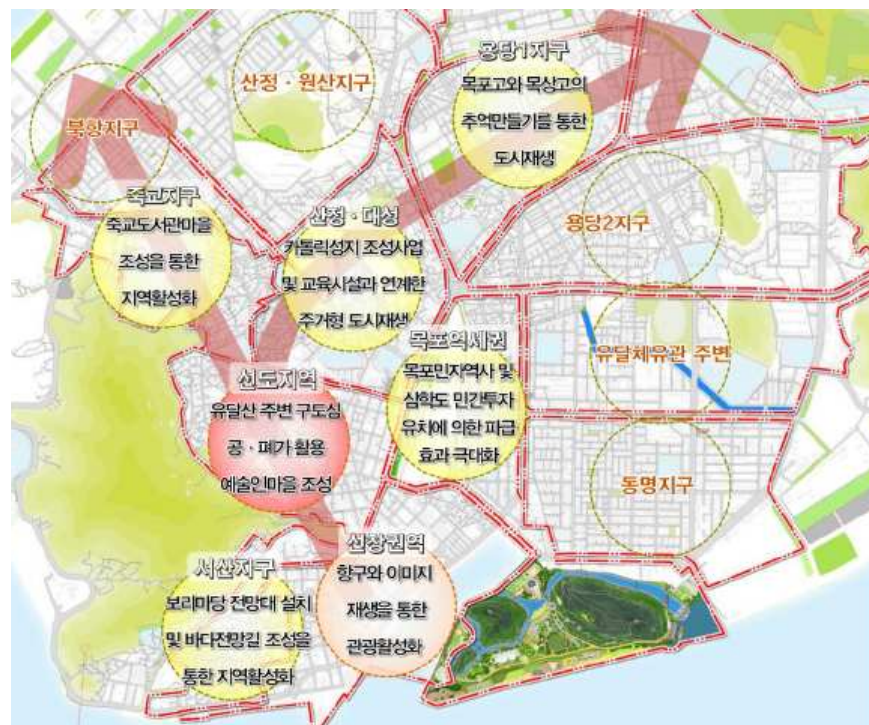 용당1지구
목포고와 목상고의
추억만들기를 통한
도시재생
산정 · 원산지구
북항지구
죽교지구
죽교도서관마을
조성을 통한
지역활성화
산정 · 대성
카톨릭성지 조성사업
및 교육시설과 연계한
주거형 도시재생
용당2지구
목포역세권
목포민자역사 및
삼학도 민간투자
유치에 의한 파급
효과 극대화
유달체유관 주변
선도지역
유달산 주변 구도심
공 · 폐가 활용
예술인마을 조성
동명지구
서산지구
보리마당 전망대 설치
및 바다전망길 조성을
통한 지역활성화
선창권역
항구와 이미지
재생을 통한
관광활성화